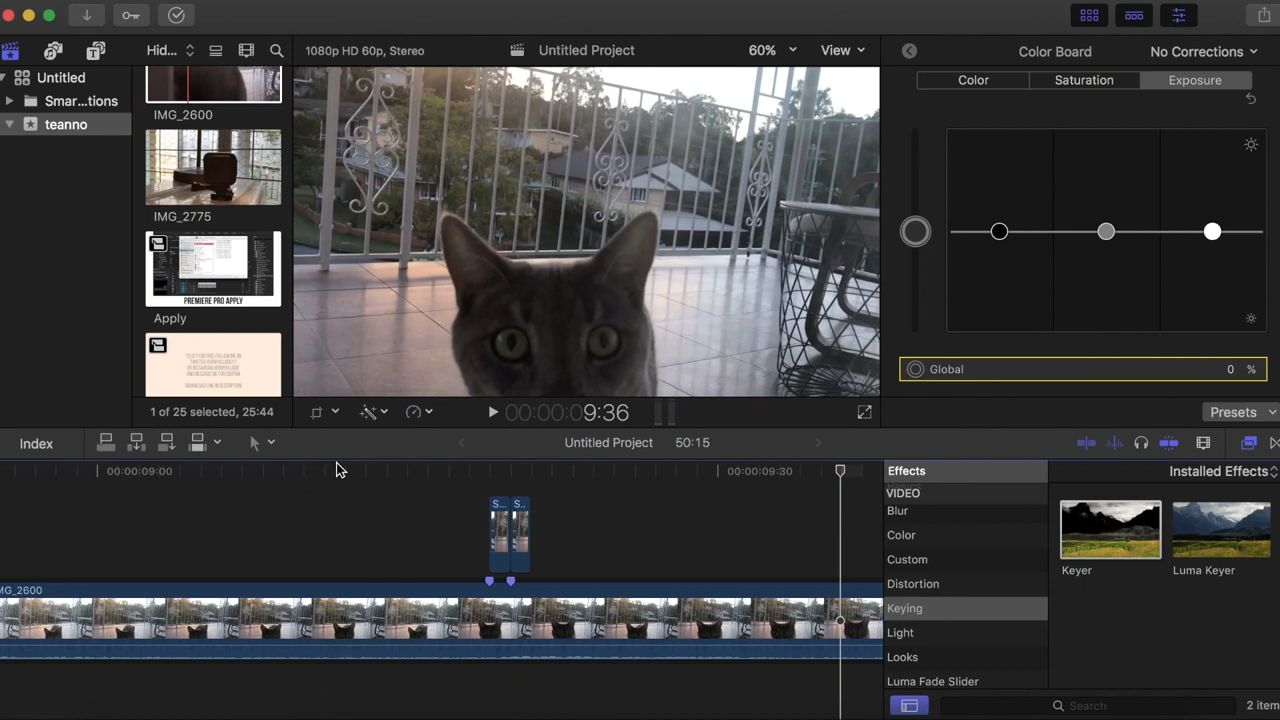 Hid...
1080p HD 60p, Stereo
Untitled Project
60%
View
Color Board
No Corrections
Untitled
Smar...tions
teanno
IMG_2600
IMG_2775
PREMIERE PRO APPLY
Apply
Color
Saturation
Exposure
Global
0 %
1 of 25 selected, 25:44
00:00:09:36
Presets
Index
Untitled Project
50:15
00:00:09:00
00:00:09:30
S...
S..
MG_2600
Effects
Installed Effects
VIDEO
Blur
Color
Custom
Distortion
Keying
Light
Looks
Luma Fade Slider
Keyer
Luma Keyer
Search
2 item